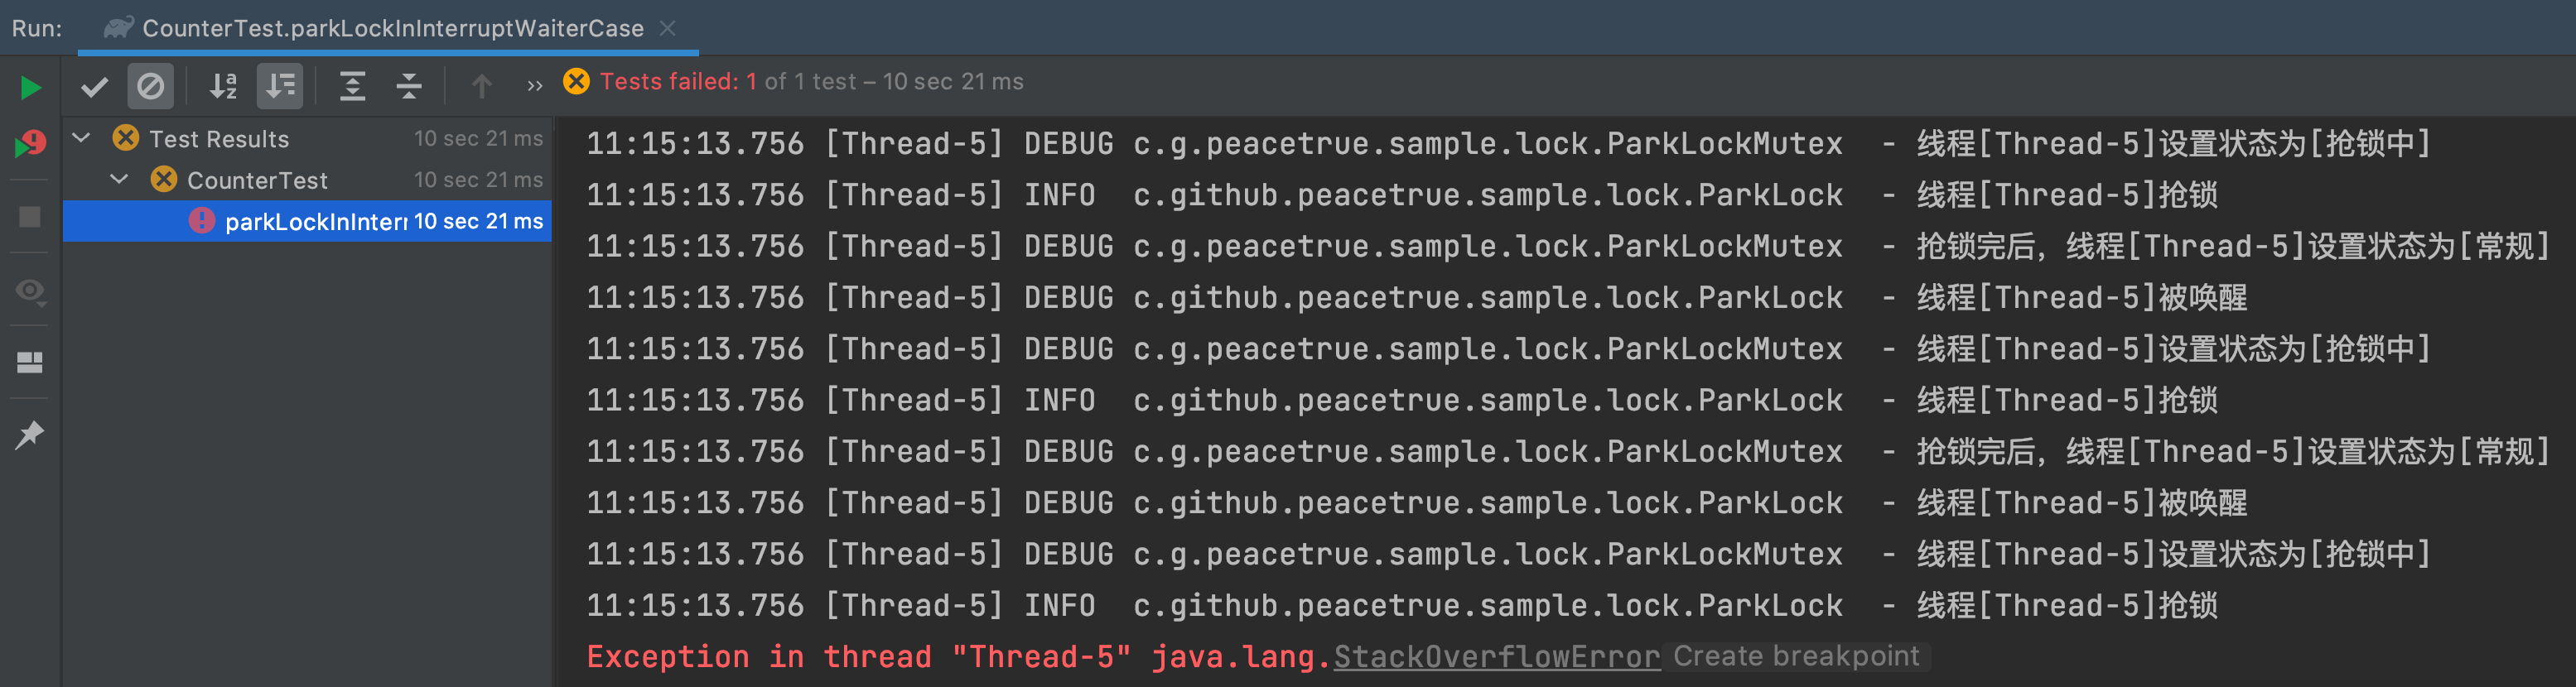 Run: CounterTest.parkLockInInterruptWaiterCase
Tests failed: 1 of 1 test – 10 sec 21 ms
Test Results 10 sec 21 ms
CounterTest 10 sec 21 ms
parkLockInInterr 10 sec 21 ms
11:15:13.756 [Thread-5] DEBUG c.g.peacetrue.sample.lock.ParkLockMutex - 线程[Thread-5]设置状态为[抢锁中]
11:15:13.756 [Thread-5] INFO c.github.peacetrue.sample.lock.ParkLock - 线程[Thread-5]抢锁
11:15:13.756 [Thread-5] DEBUG c.g.peacetrue.sample.lock.ParkLockMutex - 抢锁完后，线程[Thread-5]设置状态为[常规]
11:15:13.756 [Thread-5] DEBUG c.github.peacetrue.sample.lock.ParkLock - 线程[Thread-5]被唤醒
11:15:13.756 [Thread-5] DEBUG c.g.peacetrue.sample.lock.ParkLockMutex - 线程[Thread-5]设置状态为[抢锁中]
11:15:13.756 [Thread-5] INFO c.github.peacetrue.sample.lock.ParkLock - 线程[Thread-5]抢锁
11:15:13.756 [Thread-5] DEBUG c.g.peacetrue.sample.lock.ParkLockMutex - 抢锁完后，线程[Thread-5]设置状态为[常规]
11:15:13.756 [Thread-5] DEBUG c.github.peacetrue.sample.lock.ParkLock - 线程[Thread-5]被唤醒
11:15:13.756 [Thread-5] DEBUG c.g.peacetrue.sample.lock.ParkLockMutex - 线程[Thread-5]设置状态为[抢锁中]
11:15:13.756 [Thread-5] INFO c.github.peacetrue.sample.lock.ParkLock - 线程[Thread-5]抢锁
Exception in thread "Thread-5" java.lang.StackOverflowError Create breakpoint